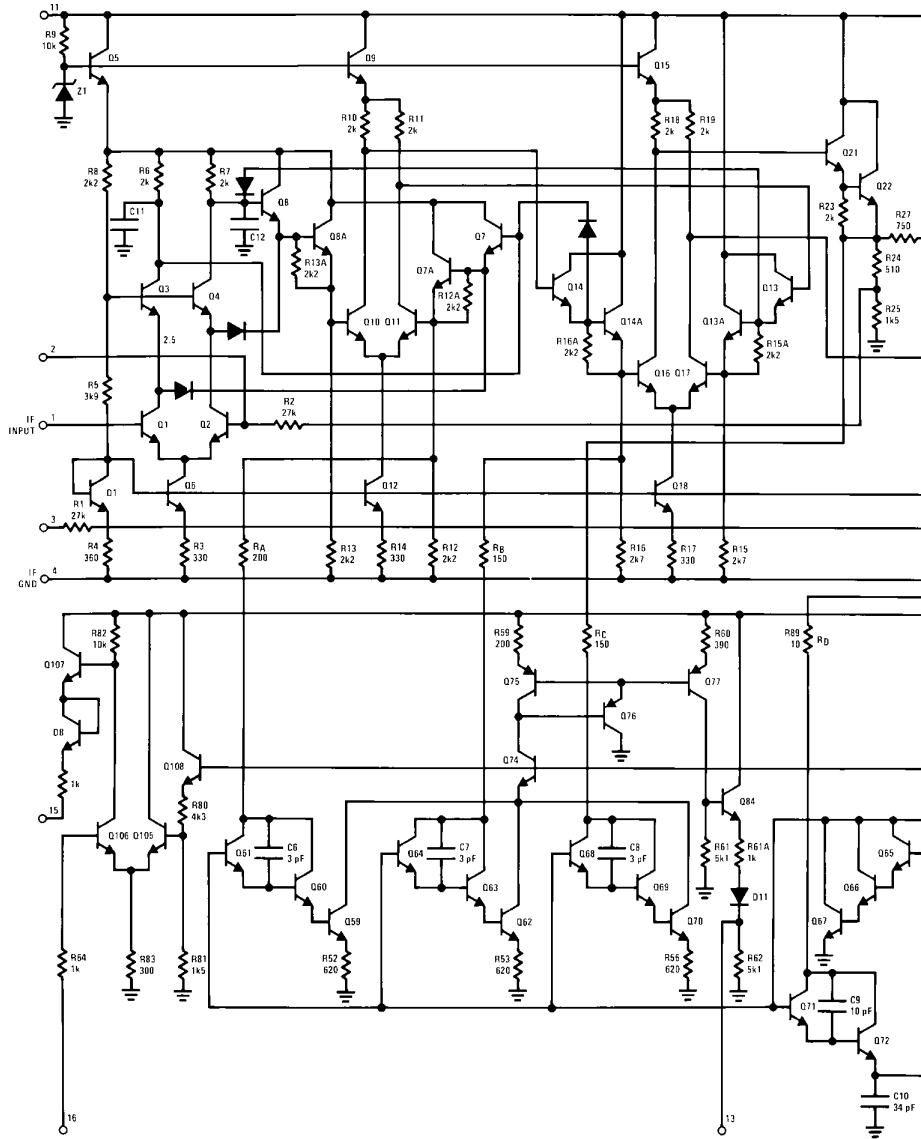 11
R9
10k
Q5
Z1
Q9
Q15
R10
2k
R11
2k
R18
2k
R19
2k
Q21
Q22
R8
2k2
R6
2k
R7
2k
C11
Q8
C12
Q8A
R13A
2k2
Q7
Q7A
R12A
2k2
R23
2k
R27
750
R24
510
R25
1k5
Q3
Q4
2.5
Q10
Q11
Q14
Q14A
R16A
2k2
Q13
Q13A
R15A
2k2
2
R5
3k9
IF
INPUT
1
Q1
Q2
R2
27k
Q16
Q17
Q1
Q6
Q12
Q18
R1
27k
3
R4
360
R3
330
RA
200
R13
2k2
R14
330
R12
2k2
RB
150
R16
2k7
R17
330
R15
2k7
IF
GND
4
R82
10k
Q107
D8
1k
15
Q108
R80
4k3
Q106
Q105
R59
200
Q75
RC
150
R60
390
Q77
Q76
Q74
R89
10
RD
Q84
R61
5k1
R61A
1k
D11
R62
5k1
Q61
C6
3 pF
Q60
Q59
R52
620
Q64
C7
3 pF
Q63
Q62
R53
620
Q68
C8
3 pF
Q69
Q70
R56
620
Q65
Q66
Q67
R64
1k
R83
300
R81
1k5
Q71
C9
10 pF
Q72
C10
34 pF
16
13